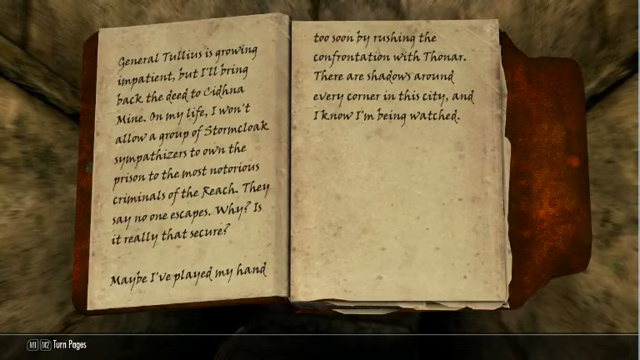 General Tullius is growing
impatient, but I'll bring
back the deed to Cidhna
Mine. On my life, I won't
allow a group of Stormcloak
sympathizers to own the
prison to the most notorious
criminals of the Reach. They
say no one escapes. Why? Is
it really that secure?
Maybe I've played my hand
too soon by rushing the
confrontation with Thonar.
There are shadows around
every corner in this city, and
I know I'm being watched.
Turn Pages